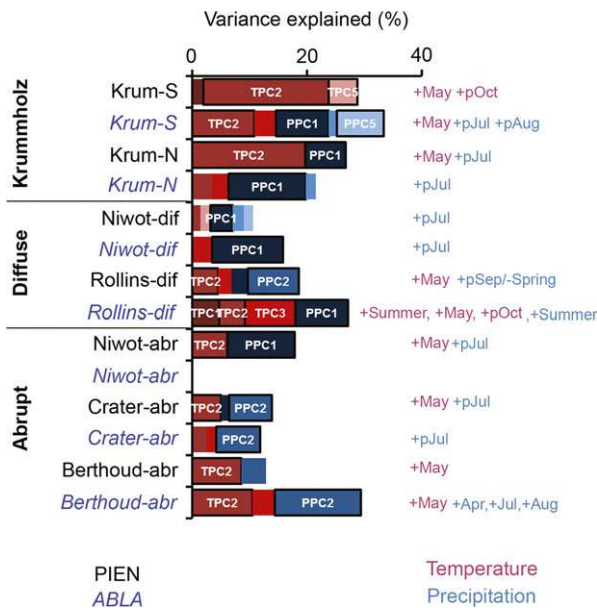 Variance explained (%)
0 20 40
Krummholz
Krum-S TPC2 TPC5 +May +pOct
Krum-S TPC2 PPC1 PPC5 +May +pJul +pAug
Krum-N TPC2 PPC1 +May +pJul
Krum-N PPC1 +pJul
Diffuse
Niwot-dif PPC1 +pJul
Niwot-dif PPC1 +pJul
Rollins-dif TPC2 PPC2 +May +pSep/-Spring
Rollins-dif TPC1 TPC2 TPC3 PPC1 +Summer, +May, +pOct ,+Summer
Abrupt
Niwot-abr TPC2 PPC1 +May +pJul
Niwot-abr
Crater-abr TPC2 PPC2 +May +pJul
Crater-abr PPC2 +pJul
Berthoud-abr TPC2 +May
Berthoud-abr TPC2 PPC2 +May +Apr,+Jul,+Aug
PIEN Temperature
ABLA Precipitation